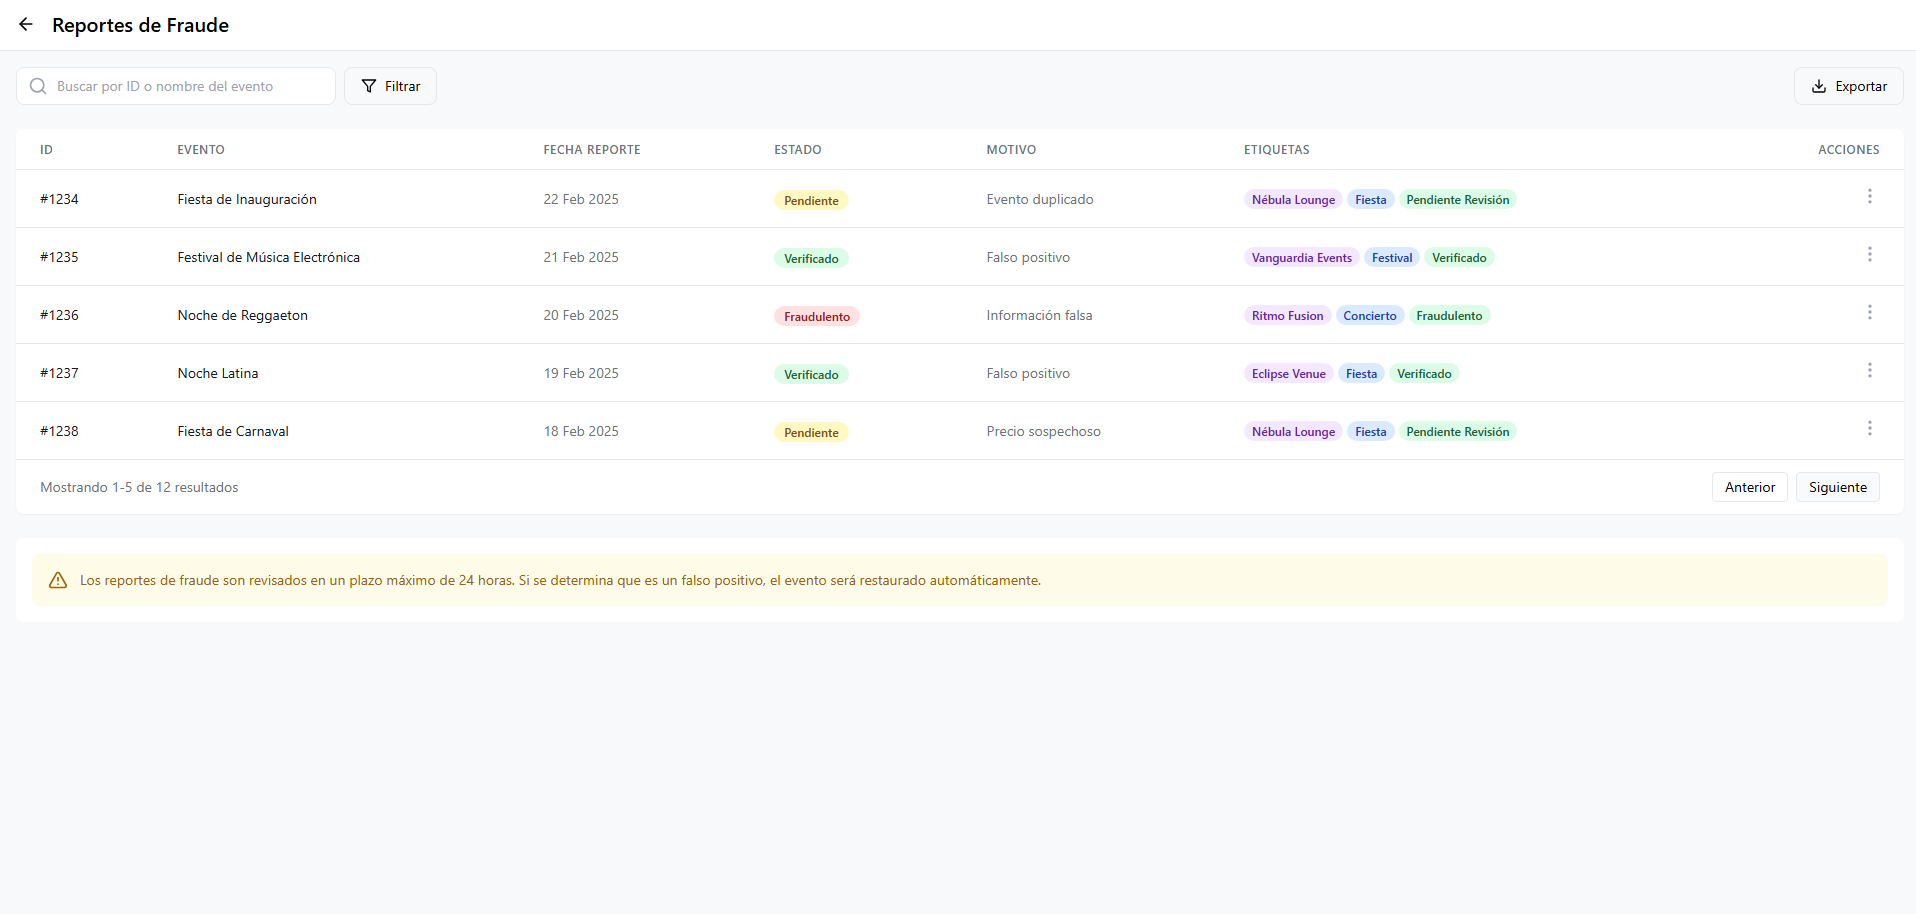 Reportes de Fraude
Buscar por ID o nombre del evento
Filtrar
Exportar
ID EVENTO FECHA REPORTE ESTADO MOTIVO ETIQUETAS ACCIONES
#1234 Fiesta de Inauguración 22 Feb 2025 Pendiente Evento duplicado Nébula Lounge Fiesta Pendiente Revisión
#1235 Festival de Música Electrónica 21 Feb 2025 Verificado Falso positivo Vanguardia Events Festival Verificado
#1236 Noche de Reggaeton 20 Feb 2025 Fraudulento Información falsa Ritmo Fusion Concierto Fraudulento
#1237 Noche Latina 19 Feb 2025 Verificado Falso positivo Eclipse Venue Fiesta Verificado
#1238 Fiesta de Carnaval 18 Feb 2025 Pendiente Precio sospechoso Nébula Lounge Fiesta Pendiente Revisión
Mostrando 1-5 de 12 resultados
Anterior
Siguiente
Los reportes de fraude son revisados en un plazo máximo de 24 horas. Si se determina que es un falso positivo, el evento será restaurado automáticamente.